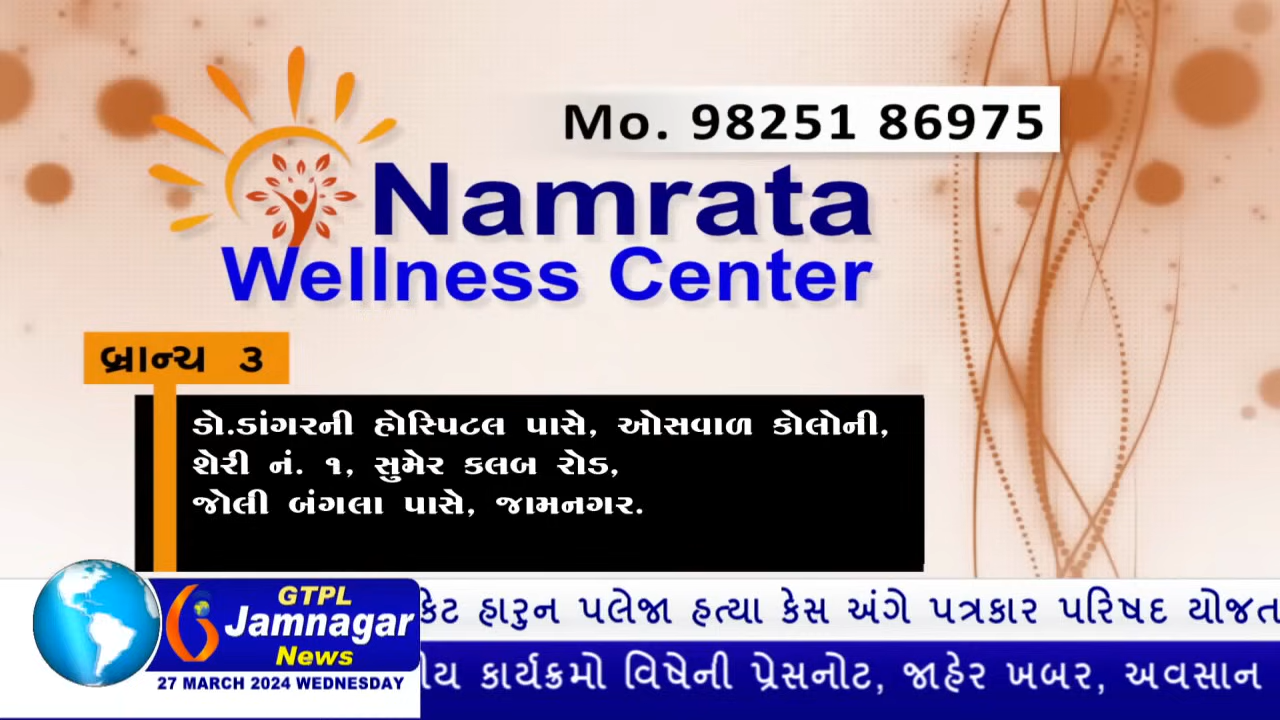 Mo. 98251 86975
Namrata
Wellness Center
બ્રાન્ચ ૩
ડો.ડાંગરની હોસ્પિટલ પાસે, ઓસવાળ કોલોની,
શેરી નં. ૧, સુમેર કલબ રોડ,
જોલી બંગલા પાસે, જામનગર.
GTPL
Jamnagar
News
27 MARCH 2024 WEDNESDAY
હારુન પલેજા હત્યા કેસ અંગે પત્રકાર પરિષદ યોજત
કાર્યક્રમો વિષેની પ્રેસનોટ, જાહેર ખબર, અવસાન